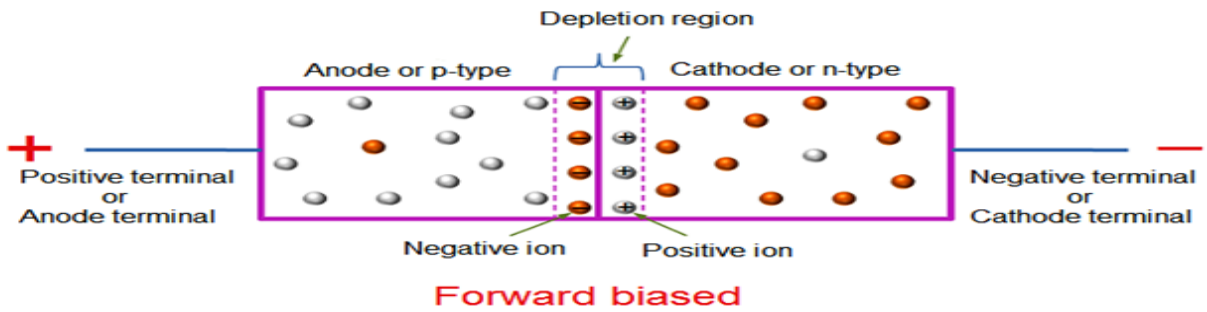 Depletion region
Anode or p-type
Cathode or n-type
+
Positive terminal
or
Anode terminal
− − − −
+ + + +
−
Negative terminal
or
Cathode terminal
Negative ion
Positive ion
Forward biased